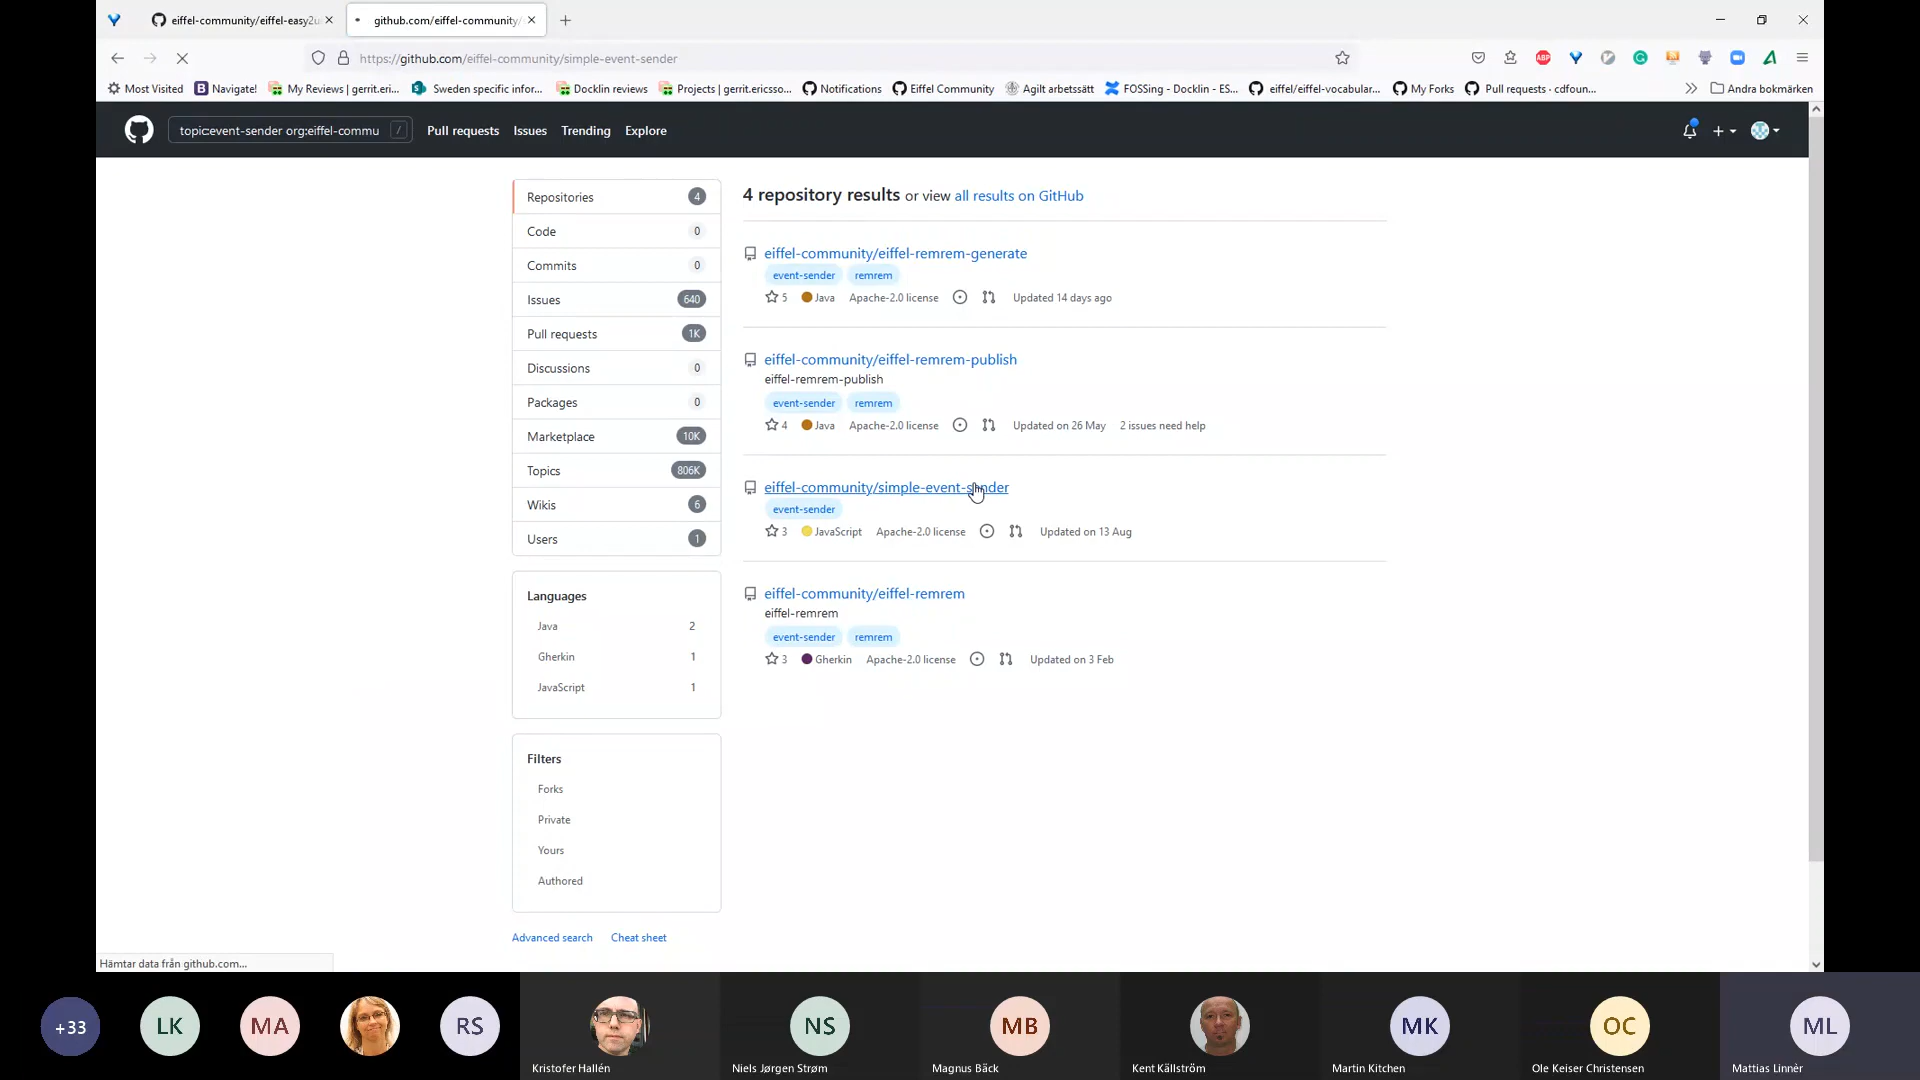 eiffel-community/eiffel-easy2u
github.com/eiffel-community/
https://github.com/eiffel-community/simple-event-sender
Most Visited
Navigate!
My Reviews | gerrit.eri...
Sweden specific infor...
Docklin reviews
Projects | gerrit.ericsso...
Notifications
Eiffel Community
Agilt arbetssätt
FOSSing - Docklin - ES...
eiffel/eiffel-vocabular...
My Forks
Pull requests · cdfoun...
Andra bokmärken
topic:event-sender org:eiffel-commu /
Pull requests Issues Trending Explore
Repositories 4
Code 0
Commits 0
Issues 640
Pull requests 1K
Discussions 0
Packages 0
Marketplace 10K
Topics 806K
Wikis 6
Users 1
Languages
Java 2
Gherkin 1
JavaScript 1
Filters
Forks
Private
Yours
Authored
Advanced search Cheat sheet
4 repository results or view all results on GitHub
eiffel-community/eiffel-remrem-generate
event-sender remrem
5 Java Apache-2.0 license Updated 14 days ago
eiffel-community/eiffel-remrem-publish
eiffel-remrem-publish
event-sender remrem
4 Java Apache-2.0 license Updated on 26 May 2 issues need help
eiffel-community/simple-event-sender
event-sender
3 JavaScript Apache-2.0 license Updated on 13 Aug
eiffel-community/eiffel-remrem
eiffel-remrem
event-sender remrem
3 Gherkin Apache-2.0 license Updated on 3 Feb
Hämtar data från github.com...
+33
LK
MA
RS
Kristofer Hallén
NS
Niels Jørgen Strøm
MB
Magnus Bäck
Kent Källström
MK
Martin Kitchen
OC
Ole Keiser Christensen
ML
Mattias Linnèr